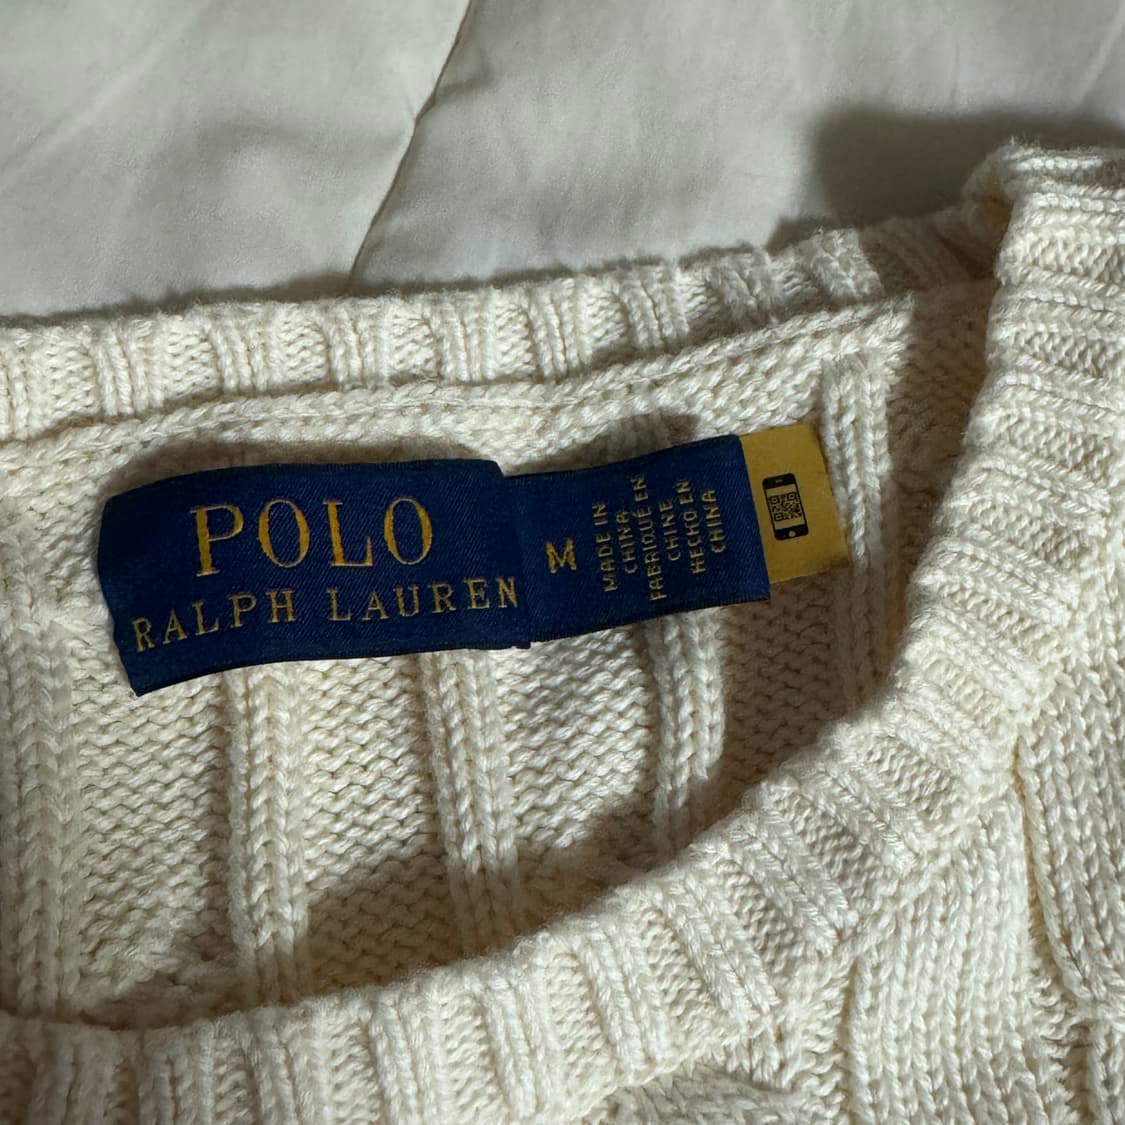 POLO
RALPH LAUREN
M
MADE IN
CHINA
FABRIQUÉ EN
CHINE
HECHO EN
CHINA